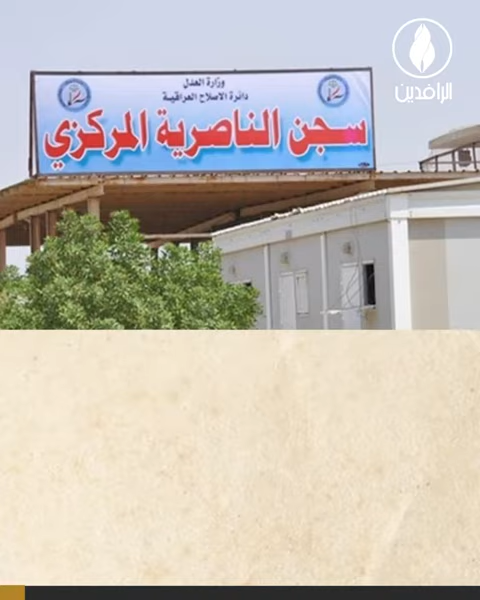 الرافدين
وزارة العدل
دائرة الاصلاح العراقية
سجن الناصرية المركزي